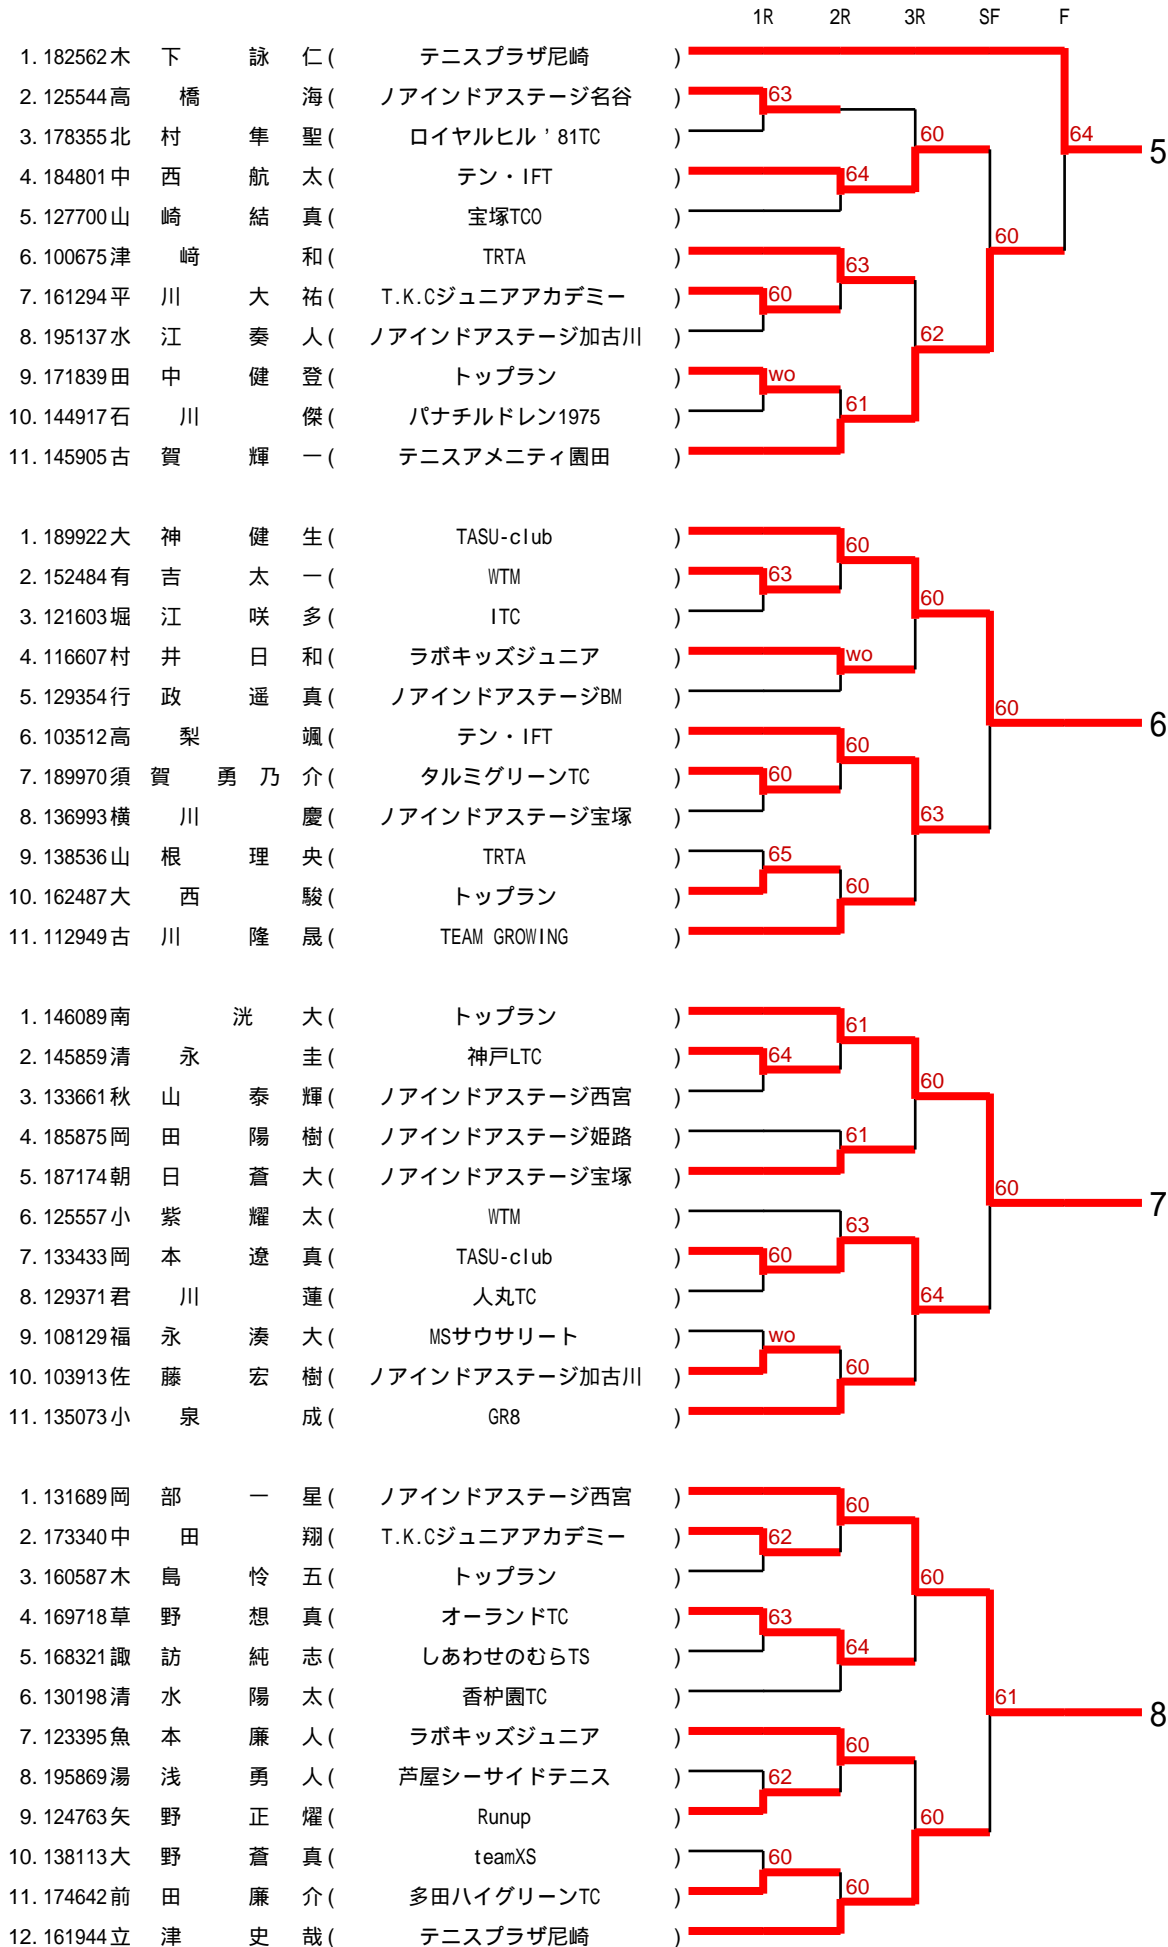 1R 2R 3R SF F
1. 182562 木下 詠仁 ( テニスプラザ尼崎 )
2. 125544 高橋 海 ( ノアインドアステージ名谷 ) 63
3. 178355 北村 隼聖 ( ロイヤルヒル'81TC ) 60 64 5
4. 184801 中西 航太 ( テン・IFT ) 64
5. 127700 山崎 結真 ( 宝塚TCO ) 60
6. 100675 津﨑 和 ( TRTA ) 63
7. 161294 平川 大祐 ( T.K.Cジュニアアカデミー ) 60
8. 195137 水江 奏人 ( ノアインドアステージ加古川 ) 62
9. 171839 田中 健登 ( トップラン ) wo
10. 144917 石川 傑 ( パナチルドレン1975 ) 61
11. 145905 古賀 輝一 ( テニスアメニティ園田 )
1. 189922 大神 健生 ( TASU-club ) 60
2. 152484 有吉 太一 ( WTM ) 63
3. 121603 堀江 咲多 ( ITC ) 60
4. 116607 村井 日和 ( ラボキッズジュニア ) wo
5. 129354 行政 遥真 ( ノアインドアステージBM ) 60 6
6. 103512 高梨 颯 ( テン・IFT ) 60
7. 189970 須賀 勇乃介 ( タルミグリーンTC ) 60
8. 136993 横川 慶 ( ノアインドアステージ宝塚 ) 63
9. 138536 山根 理央 ( TRTA ) 65
10. 162487 大西 駿 ( トップラン ) 60
11. 112949 古川 隆晟 ( TEAM GROWING )
1. 146089 南 洸大 ( トップラン ) 61
2. 145859 清永 圭 ( 神戸LTC ) 64
3. 133661 秋山 泰輝 ( ノアインドアステージ西宮 ) 60
4. 185875 岡田 陽樹 ( ノアインドアステージ姫路 ) 61
5. 187174 朝日 蒼大 ( ノアインドアステージ宝塚 ) 60 7
6. 125557 小紫 耀太 ( WTM ) 63
7. 133433 岡本 遼真 ( TASU-club ) 60
8. 129371 君川 蓮 ( 人丸TC ) 64
9. 108129 福永 湊大 ( MSサウサリート ) wo
10. 103913 佐藤 宏樹 ( ノアインドアステージ加古川 ) 60
11. 135073 小泉 成 ( GR8 )
1. 131689 岡部 一星 ( ノアインドアステージ西宮 ) 60
2. 173340 中田 翔 ( T.K.Cジュニアアカデミー ) 62
3. 160587 木島 怜五 ( トップラン ) 60
4. 169718 草野 想真 ( オーランドTC ) 63
5. 168321 諏訪 純志 ( しあわせのむらTS ) 64
6. 130198 清水 陽太 ( 香枦園TC ) 61 8
7. 123395 魚本 廉人 ( ラボキッズジュニア ) 60
8. 195869 湯浅 勇人 ( 芦屋シーサイドテニス ) 62
9. 124763 矢野 正燿 ( Runup ) 60
10. 138113 大野 蒼真 ( teamXS ) 60
11. 174642 前田 廉介 ( 多田ハイグリーンTC ) 60
12. 161944 立津 史哉 ( テニスプラザ尼崎 )